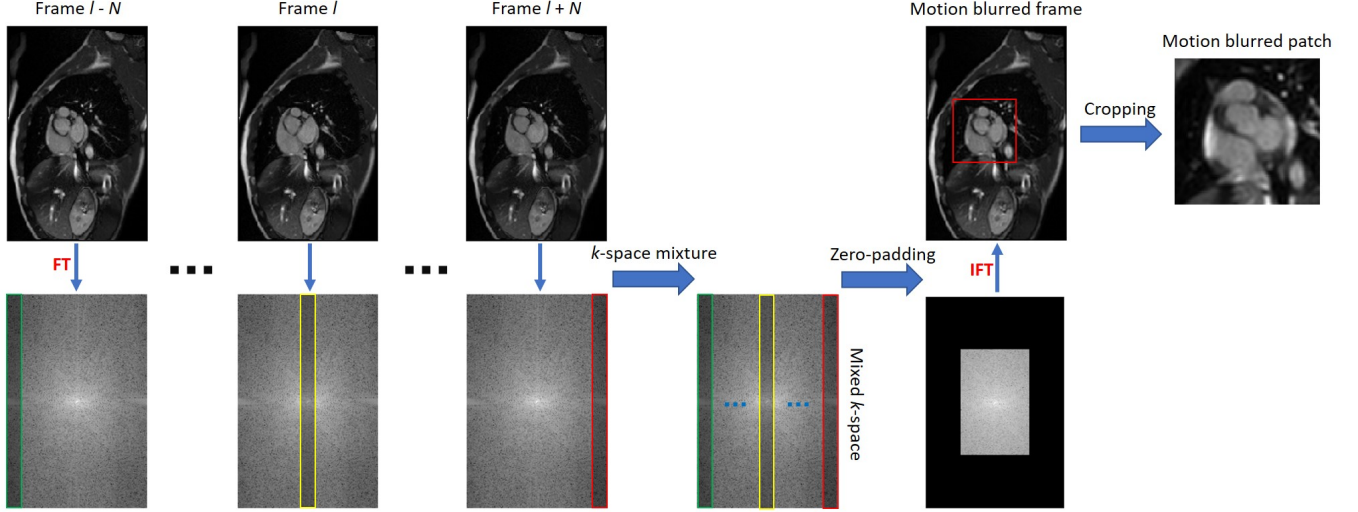 Frame l - N
Frame l
Frame l + N
Motion blurred frame
Motion blurred patch
Cropping
FT
k-space mixture
Zero-padding
IFT
Mixed k-space